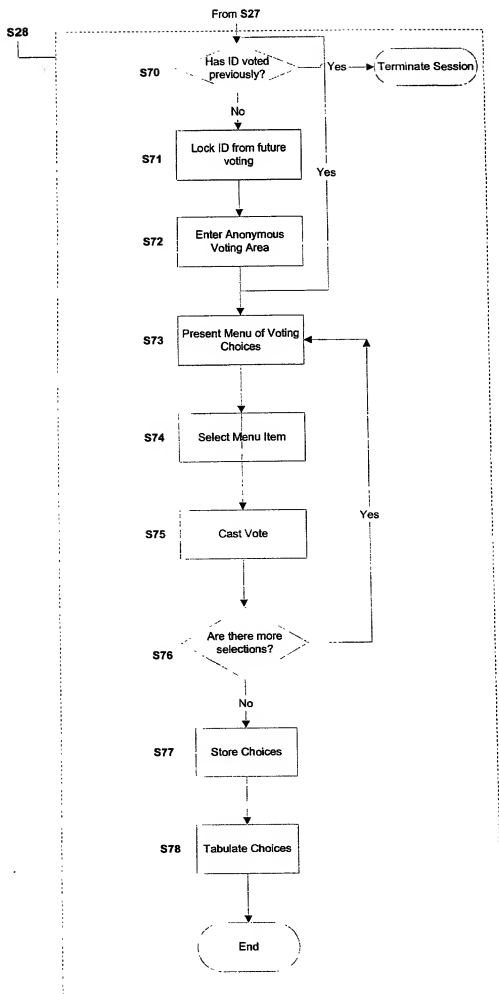 From S27
S28
Has ID voted
previously?
S70
Yes
Terminate Session
No
Lock ID from future
voting
S71
Yes
Enter Anonymous
Voting Area
S72
Present Menu of Voting
Choices
S73
Select Menu Item
S74
Yes
Cast Vote
S75
Are there more
selections?
S76
No
Store Choices
S77
Tabulate Choices
S78
End